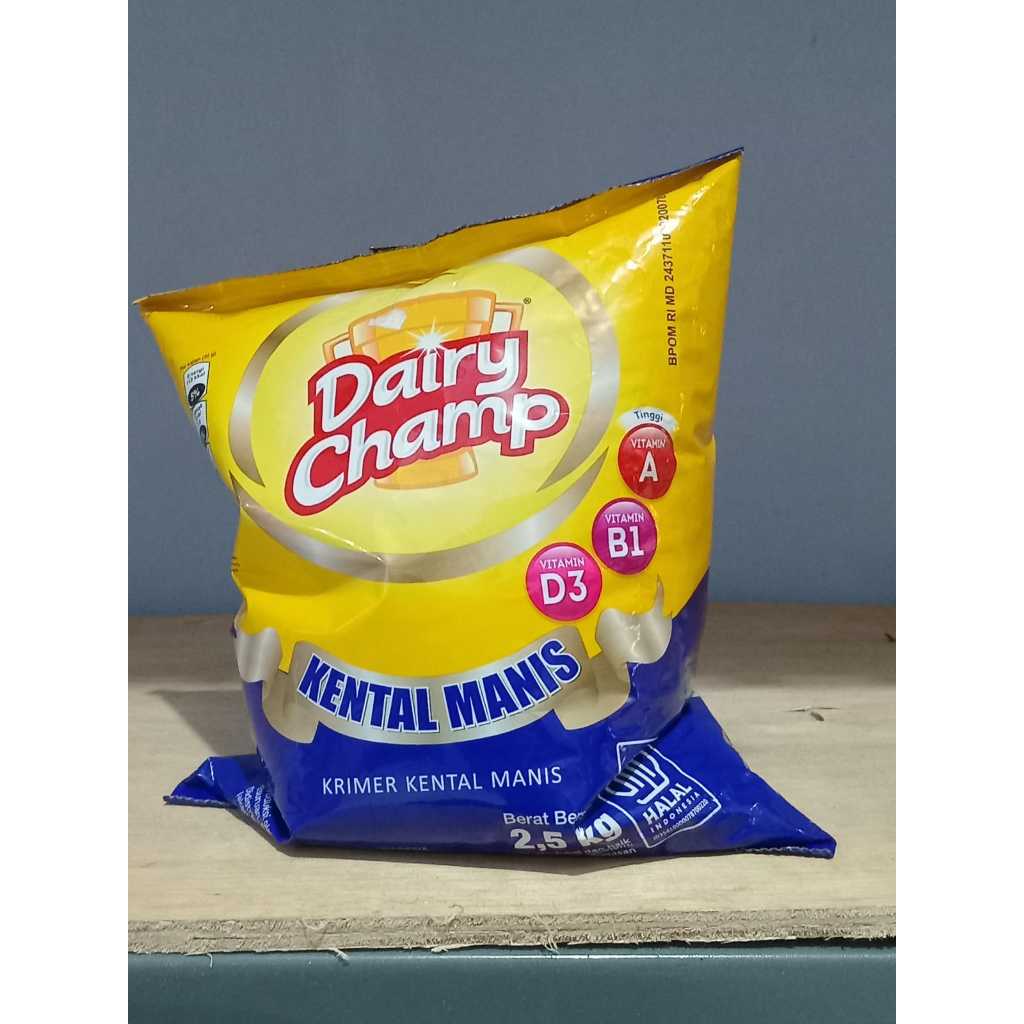 BPOM RI MD 2437110
Dairy
Champ
®
Tinggi
VITAMIN
A
VITAMIN
B1
VITAMIN
D3
KENTAL MANIS
KRIMER KENTAL MANIS
Berat
2,5 Kg
HALAL
INDONESIA